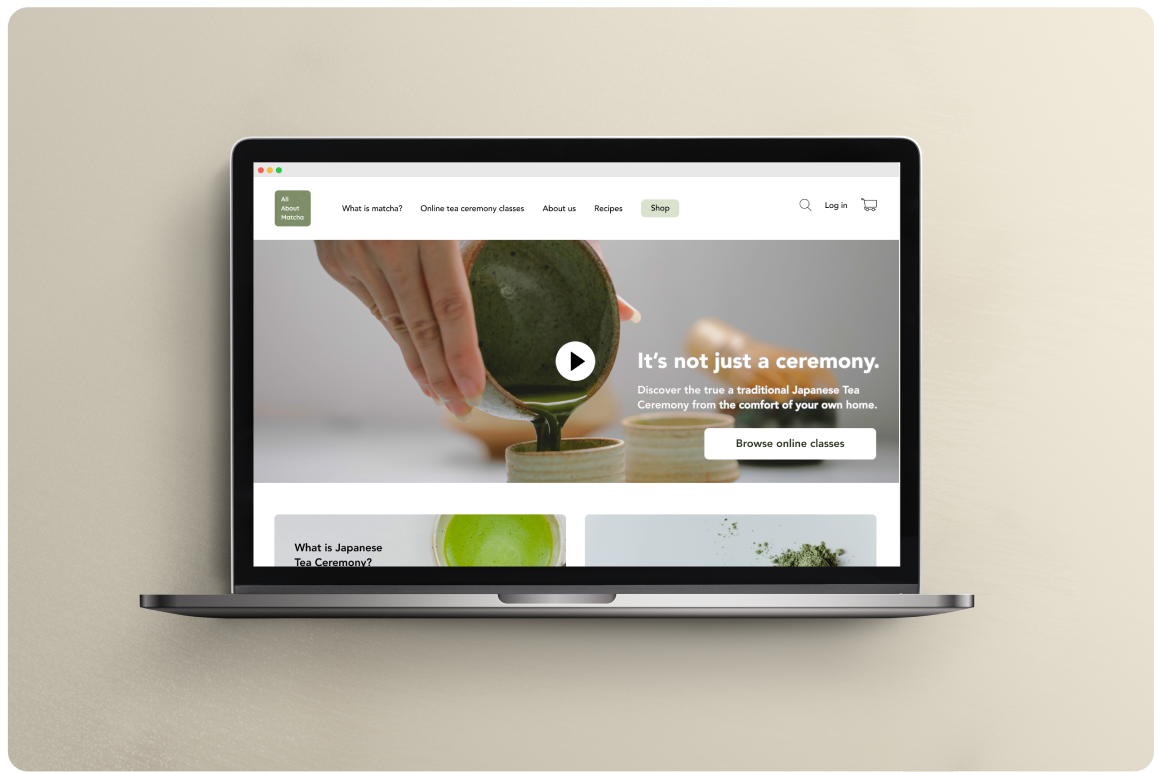 All
About
Matcha
What is matcha?
Online tea ceremony classes
About us
Recipes
Shop
Log in
It's not just a ceremony.
Discover the true a traditional Japanese Tea
Ceremony from the comfort of your own home.
Browse online classes
What is Japanese
Tea Ceremony?